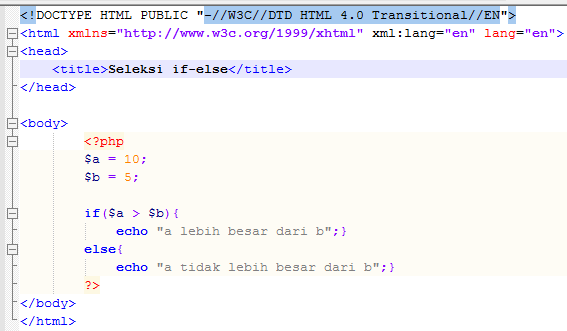 <!DOCTYPE HTML PUBLIC "-//W3C//DTD HTML 4.0 Transitional//EN">
<html xmlns="http://www.w3c.org/1999/xhtml" xml:lang="en" lang="en">
<head>
    <title>Seleksi if-else</title>
</head>
<body>
        <?php
        $a = 10;
        $b = 5;
        if($a > $b){
            echo "a lebih besar dari b";}
        else{
            echo "a tidak lebih besar dari b";}
        ?>
</body>
</html>